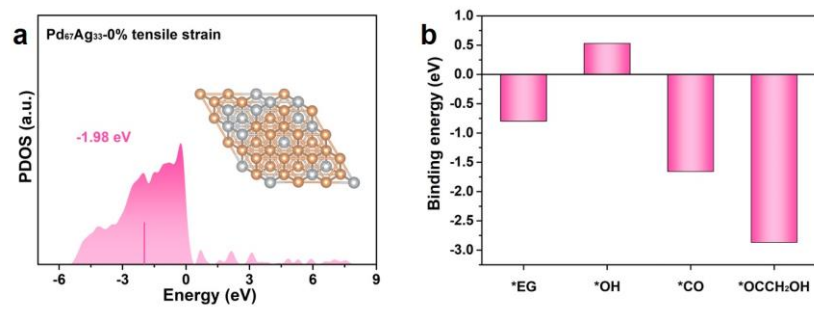 a
Pd₆₇Ag₃₃-0% tensile strain
-1.98 eV
PDOS (a.u.)
-6 -3 0 3 6 9
Energy (eV)
b
1.0
0.5
0.0
-0.5
-1.0
-1.5
-2.0
-2.5
-3.0
Binding energy (eV)
*EG *OH *CO *OCCH₂OH